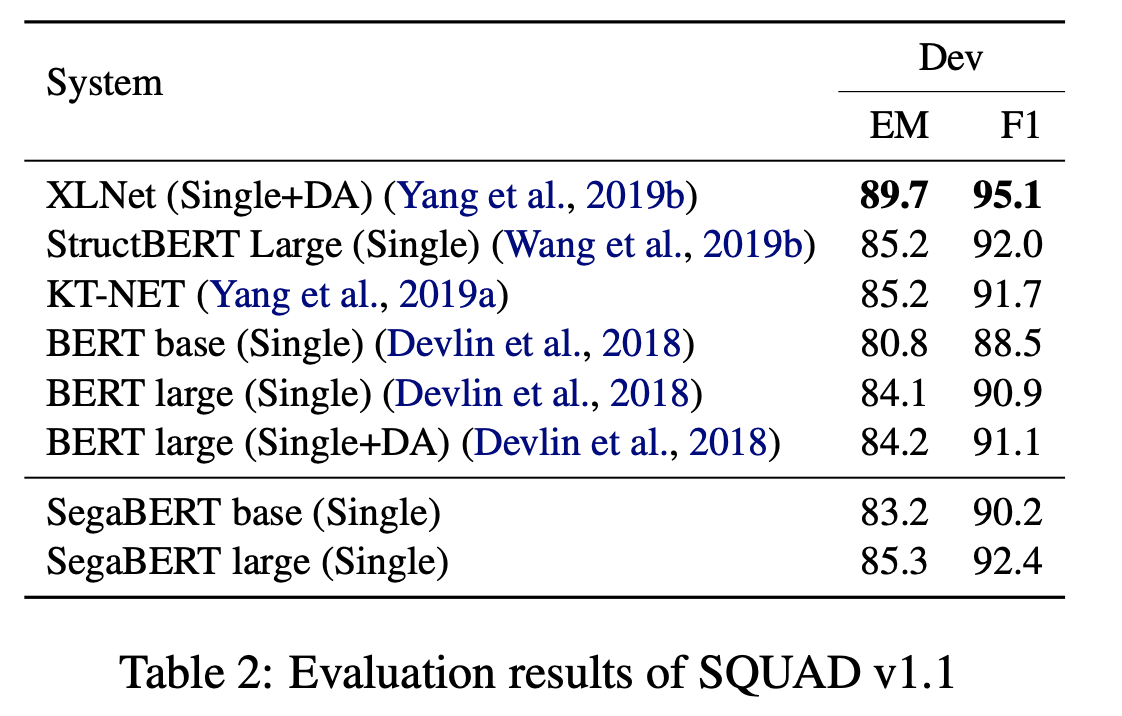 System Dev
EM F1
XLNet (Single+DA) (Yang et al., 2019b) 89.7 95.1
StructBERT Large (Single) (Wang et al., 2019b) 85.2 92.0
KT-NET (Yang et al., 2019a) 85.2 91.7
BERT base (Single) (Devlin et al., 2018) 80.8 88.5
BERT large (Single) (Devlin et al., 2018) 84.1 90.9
BERT large (Single+DA) (Devlin et al., 2018) 84.2 91.1
SegaBERT base (Single) 83.2 90.2
SegaBERT large (Single) 85.3 92.4
Table 2: Evaluation results of SQUAD v1.1